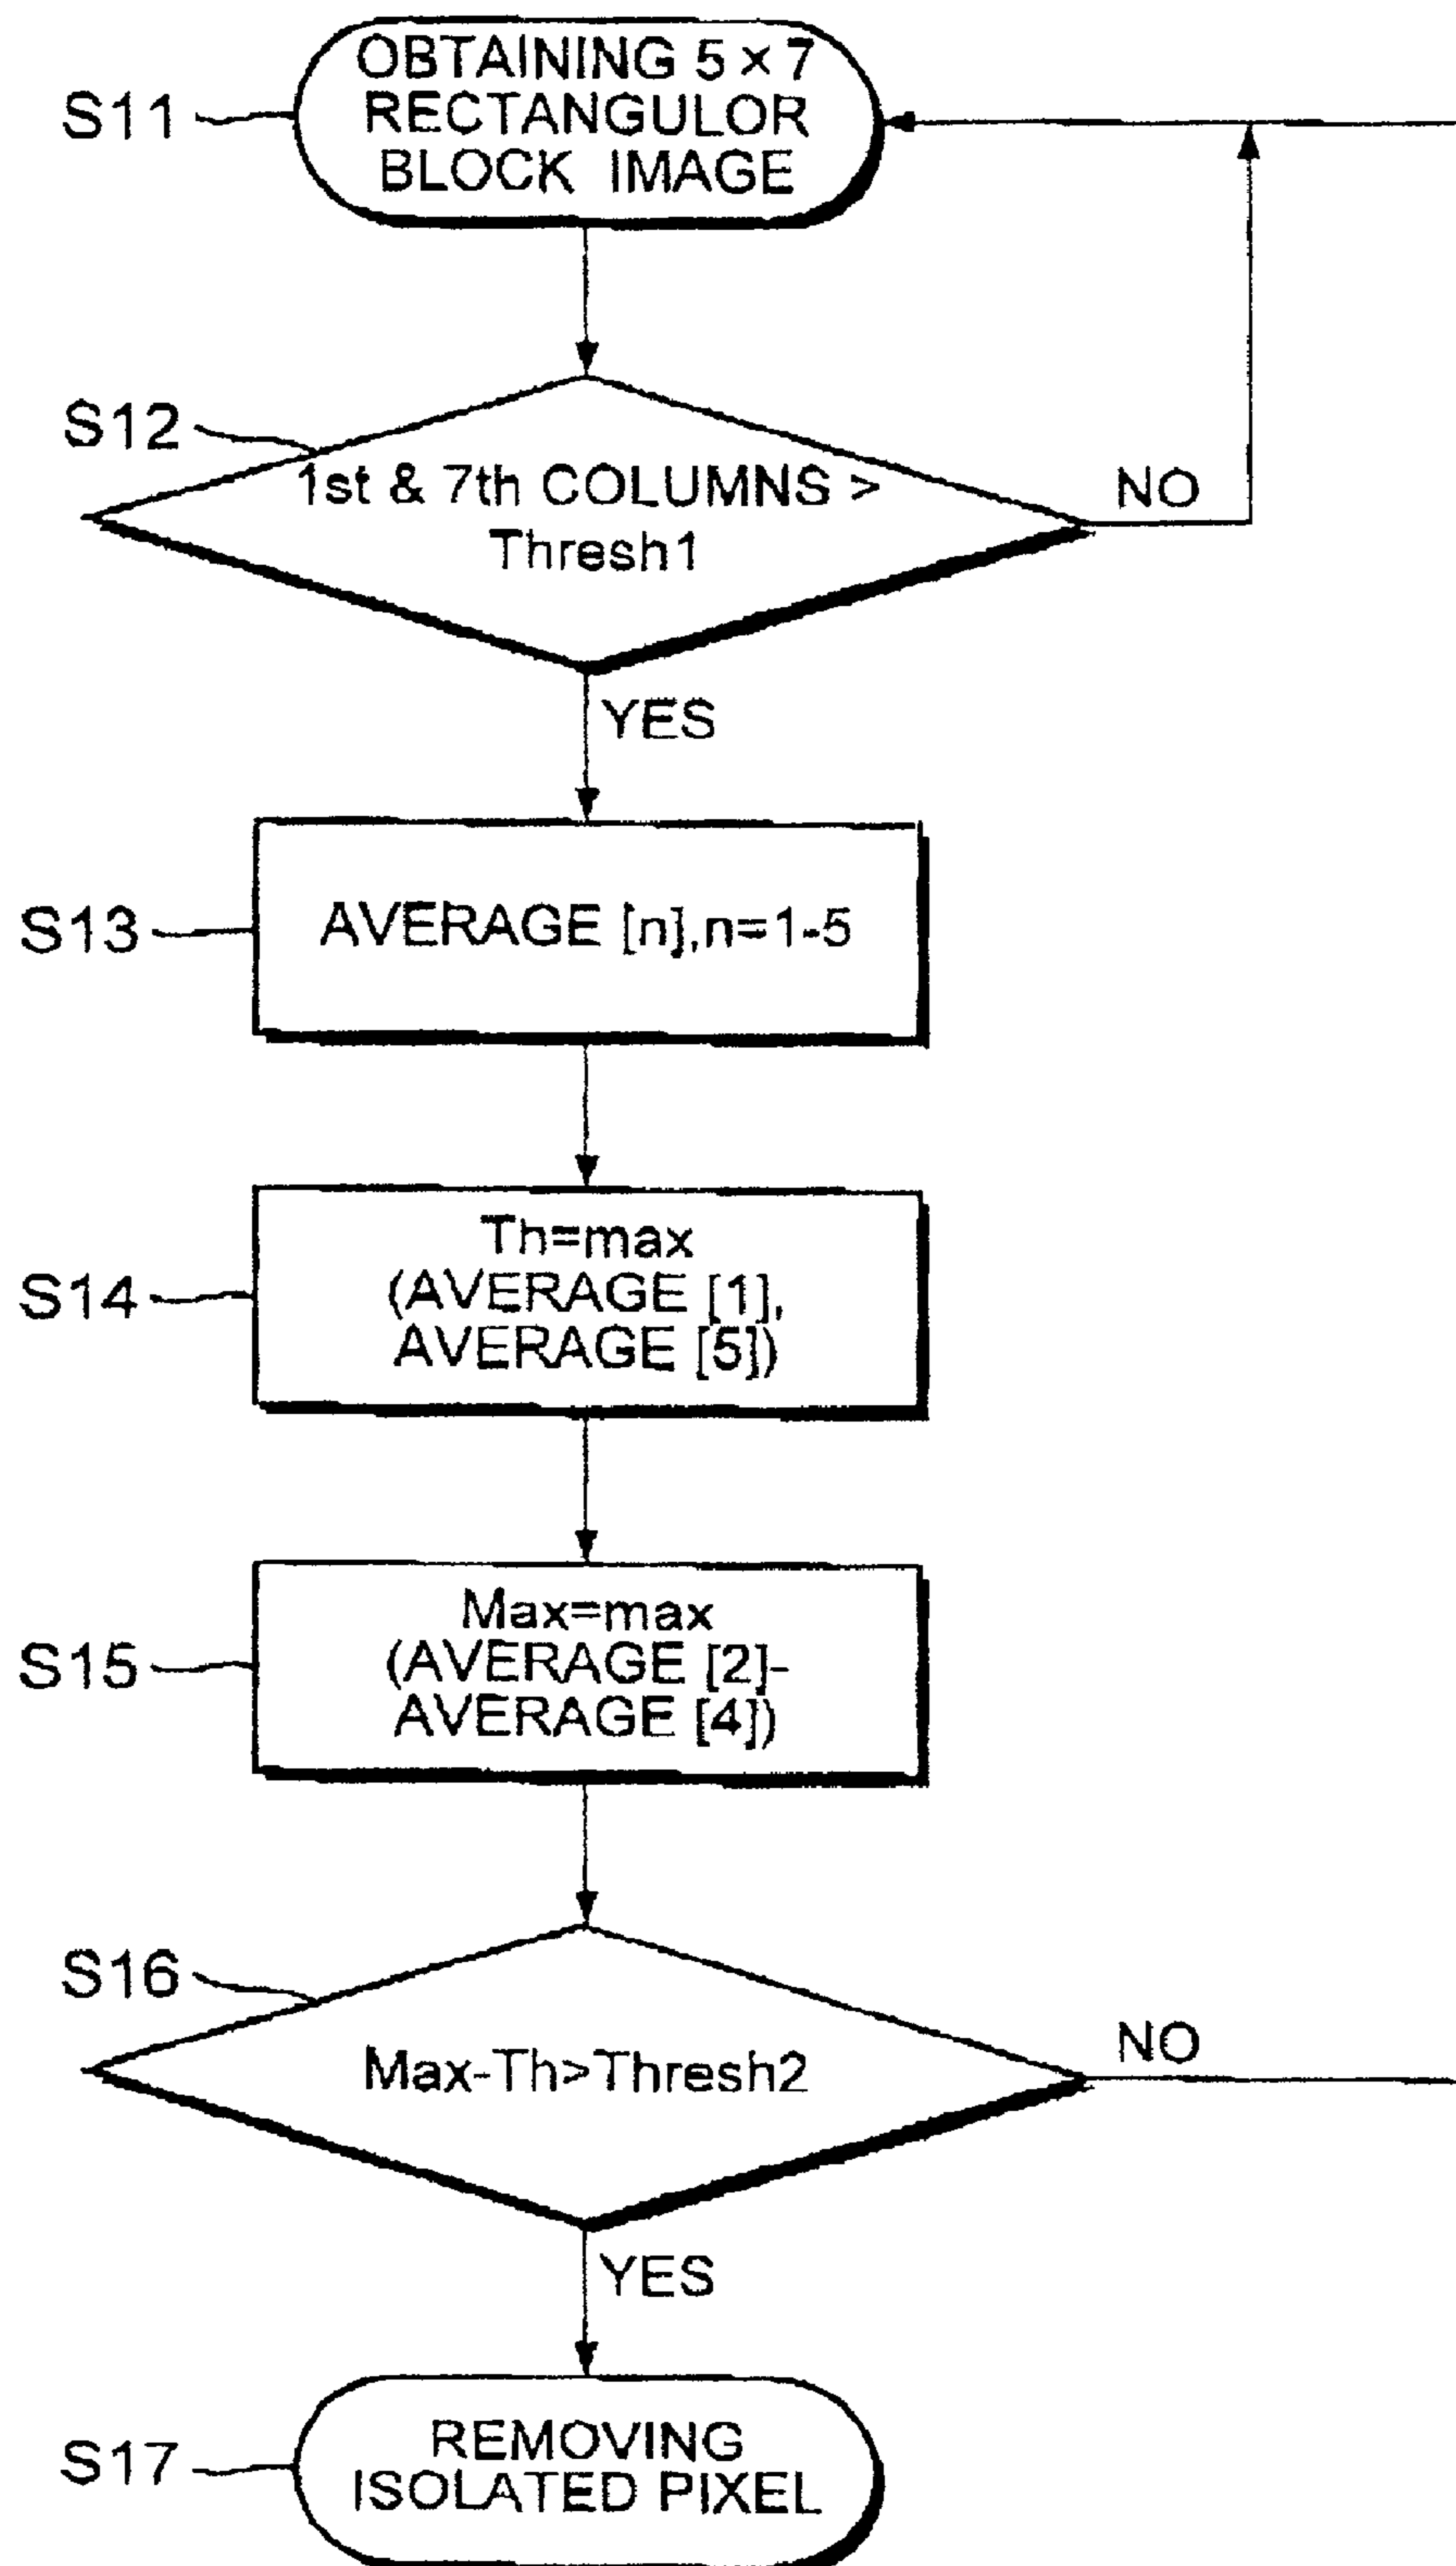 S11
OBTAINING 5 × 7
RECTANGULOR
BLOCK IMAGE
S12
1st & 7th COLUMNS >
Thresh1
NO
YES
S13
AVERAGE [n],n=1-5
S14
Th=max
(AVERAGE [1],
AVERAGE [5])
S15
Max=max
(AVERAGE [2]-
AVERAGE [4])
S16
Max-Th>Thresh2
NO
YES
S17
REMOVING
ISOLATED PIXEL